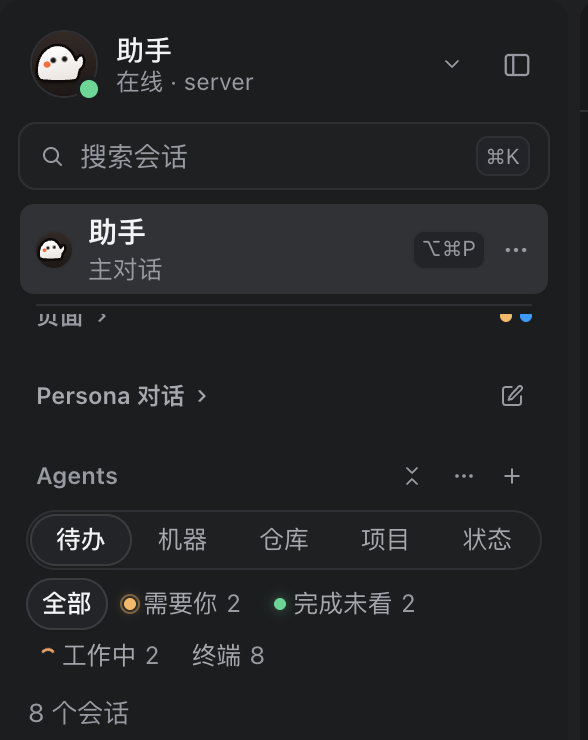 助手
在线 · server
搜索会话 ⌘K
助手 ⌥⌘P
主对话
页面 >
Persona 对话 >
Agents
待办 机器 仓库 项目 状态
全部 需要你 2 完成未看 2
工作中 2 终端 8
8 个会话